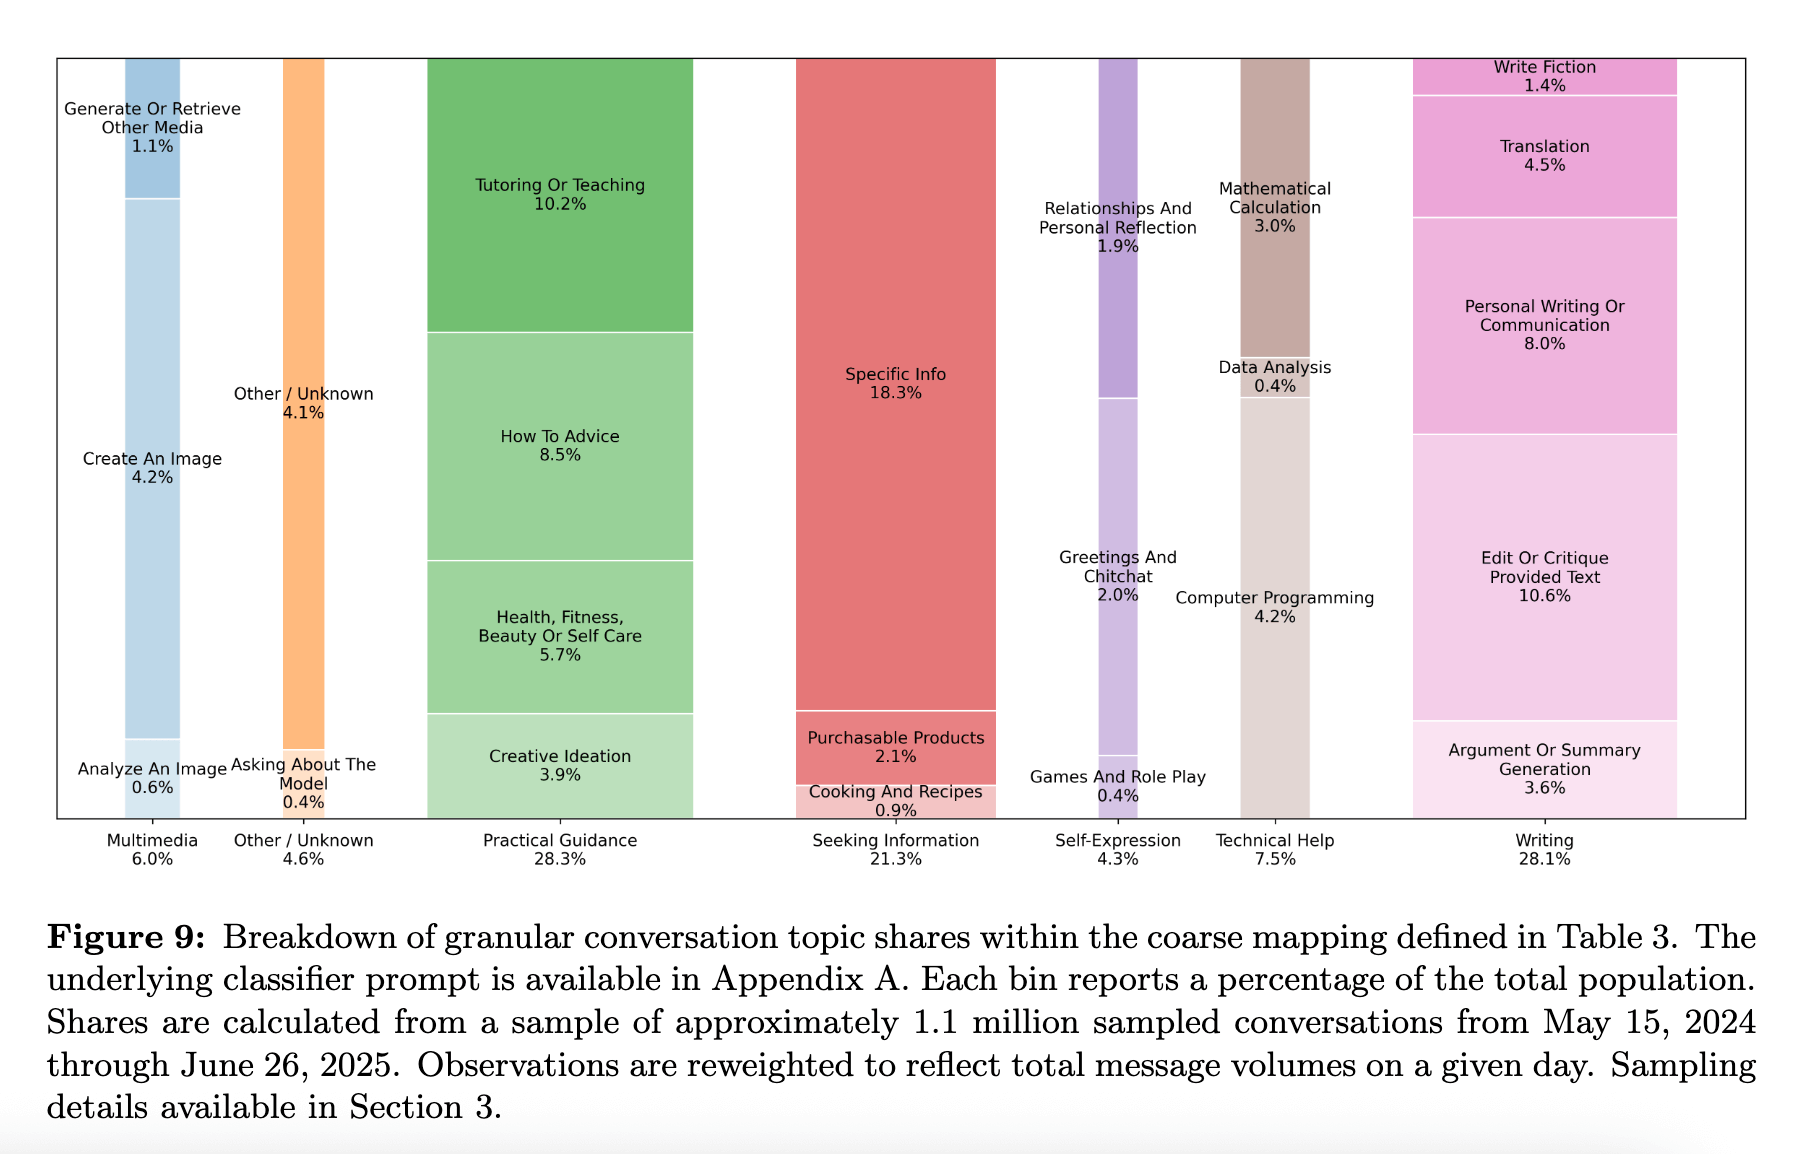 Generate Or Retrieve
Other Media
1.1%
Create An Image
4.2%
Analyze An Image
0.6%
Multimedia
6.0%
Other / Unknown
4.1%
Asking About The
Model
0.4%
Other / Unknown
4.6%
Tutoring Or Teaching
10.2%
How To Advice
8.5%
Health, Fitness,
Beauty Or Self Care
5.7%
Creative Ideation
3.9%
Practical Guidance
28.3%
Specific Info
18.3%
Purchasable Products
2.1%
Cooking And Recipes
0.9%
Seeking Information
21.3%
Relationships And
Personal Reflection
1.9%
Greetings And
Chitchat
2.0%
Games And Role Play
0.4%
Self-Expression
4.3%
Mathematical
Calculation
3.0%
Data Analysis
0.4%
Computer Programming
4.2%
Technical Help
7.5%
Write Fiction
1.4%
Translation
4.5%
Personal Writing Or
Communication
8.0%
Edit Or Critique
Provided Text
10.6%
Argument Or Summary
Generation
3.6%
Writing
28.1%
Figure 9: Breakdown of granular conversation topic shares within the coarse mapping defined in Table 3. The
underlying classifier prompt is available in Appendix A. Each bin reports a percentage of the total population.
Shares are calculated from a sample of approximately 1.1 million sampled conversations from May 15, 2024
through June 26, 2025. Observations are reweighted to reflect total message volumes on a given day. Sampling
details available in Section 3.